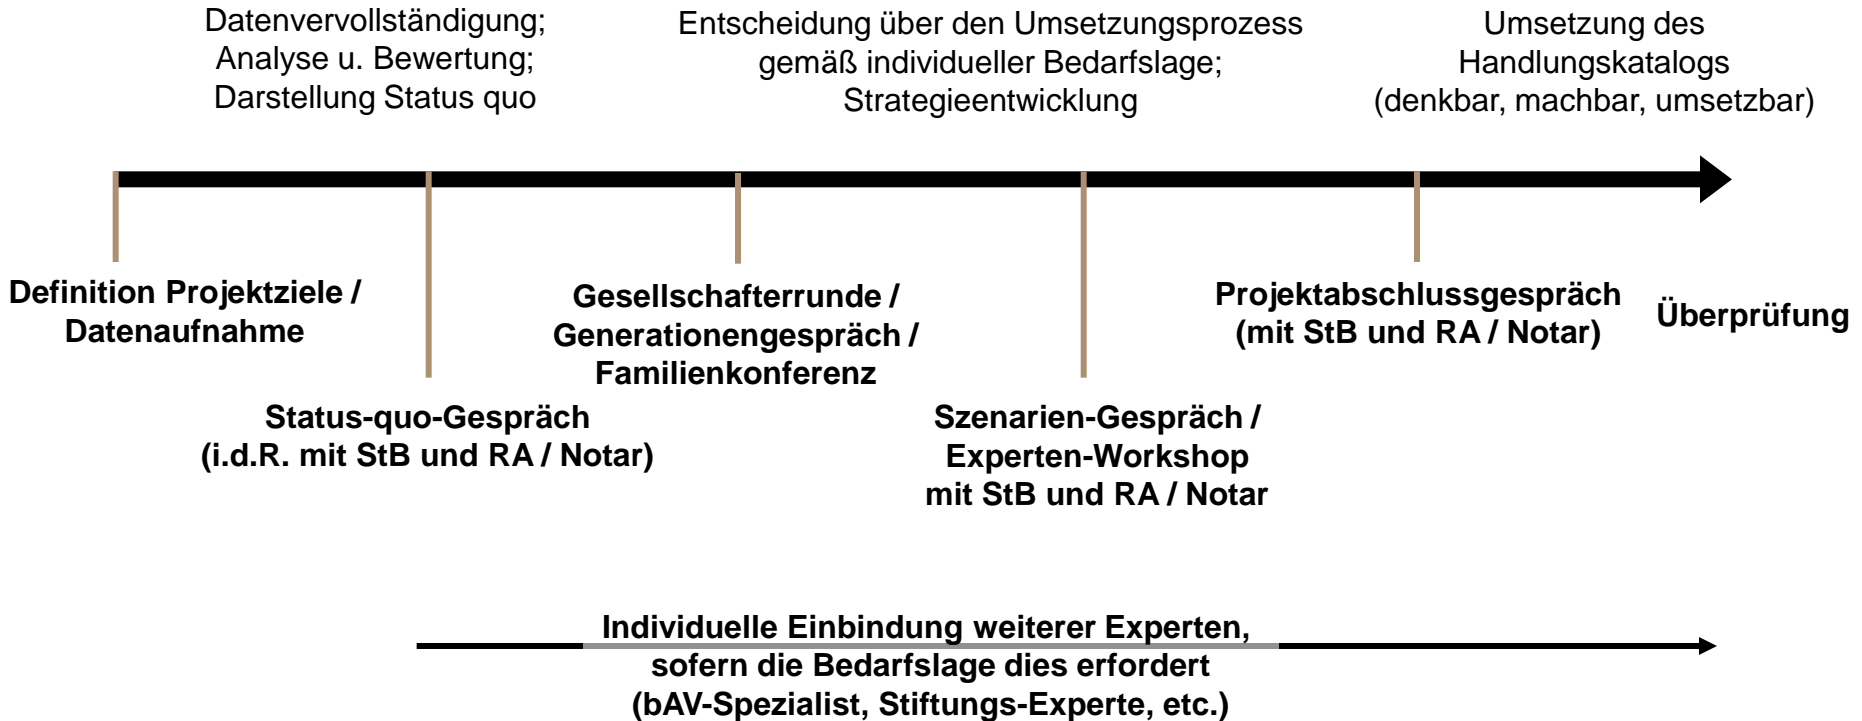 Datenvervollständigung;
Analyse u. Bewertung;
Darstellung Status quo
Entscheidung über den Umsetzungsprozess
gemäß individueller Bedarfslage;
Strategieentwicklung
Umsetzung des
Handlungskatalogs
(denkbar, machbar, umsetzbar)
Definition Projektziele /
Datenaufnahme
Status-quo-Gespräch
(i.d.R. mit StB und RA / Notar)
Gesellschafterrunde /
Generationengespräch /
Familienkonferenz
Szenarien-Gespräch /
Experten-Workshop
mit StB und RA / Notar
Projektabschlussgespräch
(mit StB und RA / Notar)
Überprüfung
Individuelle Einbindung weiterer Experten,
sofern die Bedarfslage dies erfordert
(bAV-Spezialist, Stiftungs-Experte, etc.)